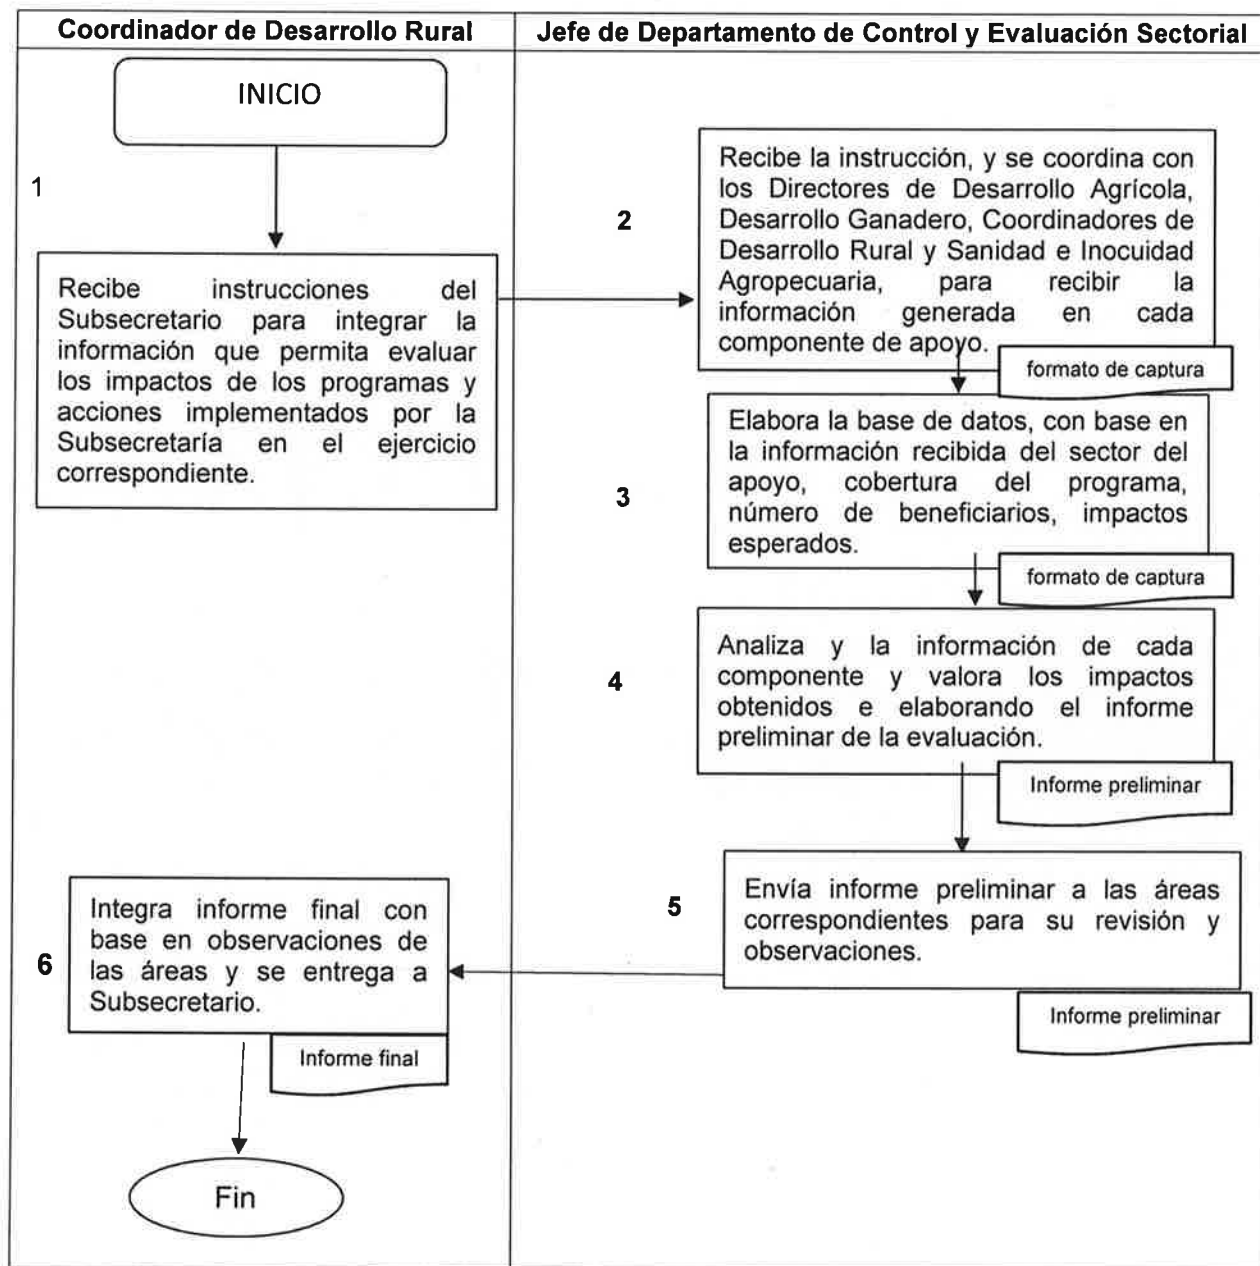 Coordinador de Desarrollo Rural
Jefe de Departamento de Control y Evaluación Sectorial
INICIO
1
Recibe instrucciones del
Subsecretario para integrar la
información que permita evaluar
los impactos de los programas y
acciones implementados por la
Subsecretaría en el ejercicio
correspondiente.
2
Recibe la instrucción, y se coordina con
los Directores de Desarrollo Agrícola,
Desarrollo Ganadero, Coordinadores de
Desarrollo Rural y Sanidad e Inocuidad
Agropecuaria, para recibir la
información generada en cada
componente de apoyo.
formato de captura
3
Elabora la base de datos, con base en
la información recibida del sector del
apoyo, cobertura del programa,
número de beneficiarios, impactos
esperados.
formato de captura
4
Analiza y la información de cada
componente y valora los impactos
obtenidos e elaborando el informe
preliminar de la evaluación.
Informe preliminar
5
Envía informe preliminar a las áreas
correspondientes para su revisión y
observaciones.
Informe preliminar
6
Integra informe final con
base en observaciones de
las áreas y se entrega a
Subsecretario.
Informe final
Fin